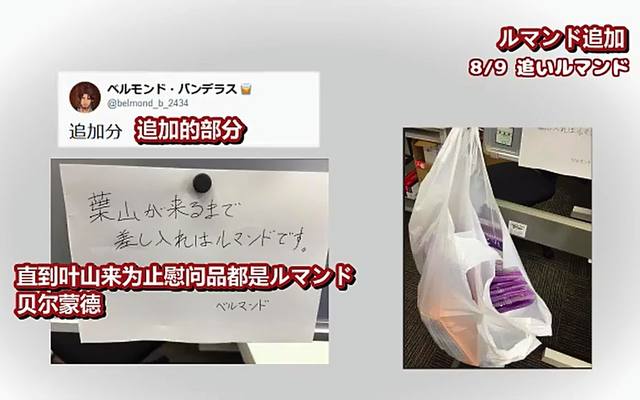 ルマンド追加
8/9 追いルマンド
ベルモンド・バンデラス
@belmond_b_2434
追加分 追加的部分
葉山が来るまで
差し入れはルマンドです。
直到叶山来为止慰问品都是ルマンド
贝尔蒙德
ベルマンド